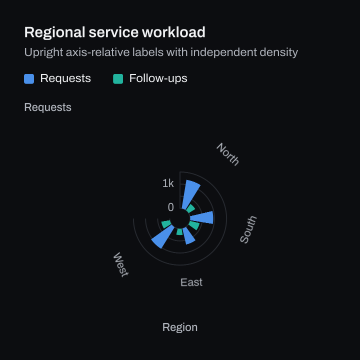 Regional service workload
Upright axis-relative labels with independent density
Requests
Follow-ups
Requests
North
1k
0
South
West
East
Region